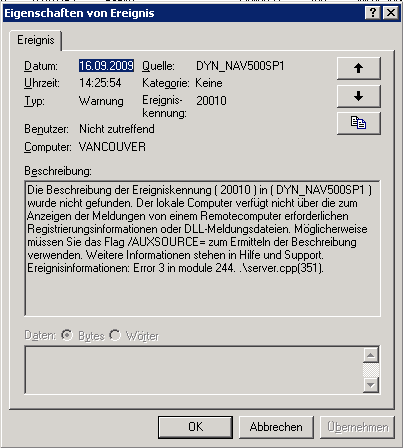 Eigenschaften von Ereignis
Ereignis
Datum: 16.09.2009 Quelle: DYN_NAV500SP1
Uhrzeit: 14:25:54 Kategorie: Keine
Typ: Warnung Ereignis-
kennung: 20010
Benutzer: Nicht zutreffend
Computer: VANCOUVER
Beschreibung:
Die Beschreibung der Ereigniskennung ( 20010 ) in ( DYN_NAV500SP1 )
wurde nicht gefunden. Der lokale Computer verfügt nicht über die zum
Anzeigen der Meldungen von einem Remotecomputer erforderlichen
Registrierungsinformationen oder DLL-Meldungsdateien. Möglicherweise
müssen Sie das Flag /AUXSOURCE= zum Ermitteln der Beschreibung
verwenden. Weitere Informationen stehen in Hilfe und Support.
Ereignisinformationen: Error 3 in module 244. .\server.cpp(351).
Daten: Bytes Wörter
OK Abbrechen Übernehmen